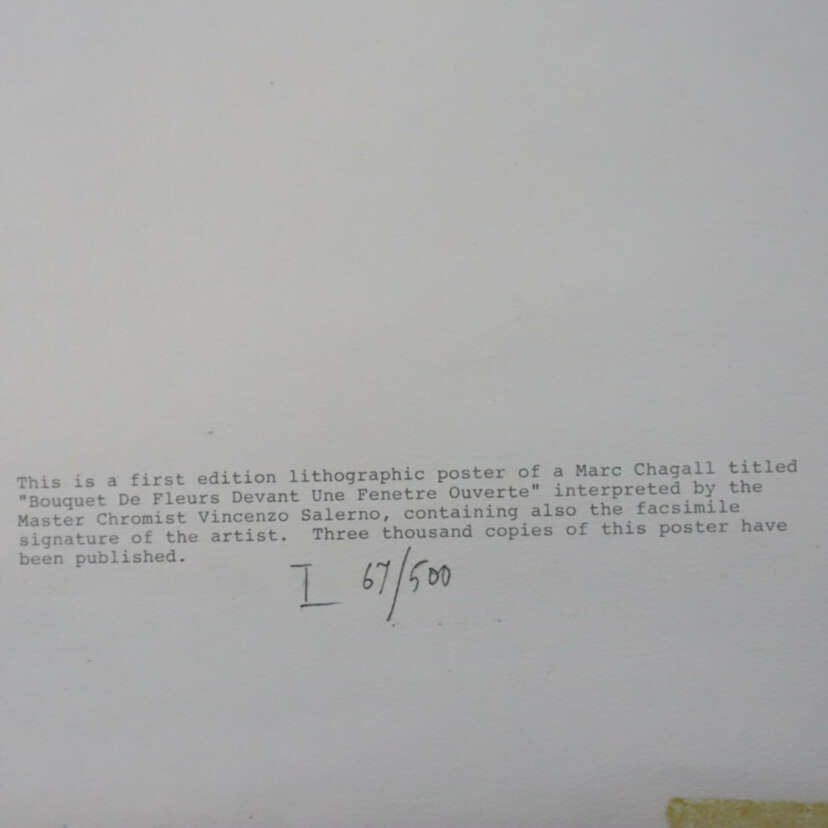 This is a first edition lithographic poster of a Marc Chagall titled
"Bouquet De Fleurs Devant Une Fenetre Ouverte" interpreted by the
Master Chromist Vincenzo Salerno, containing also the facsimile
signature of the artist.  Three thousand copies of this poster have
been published.
I 67/500